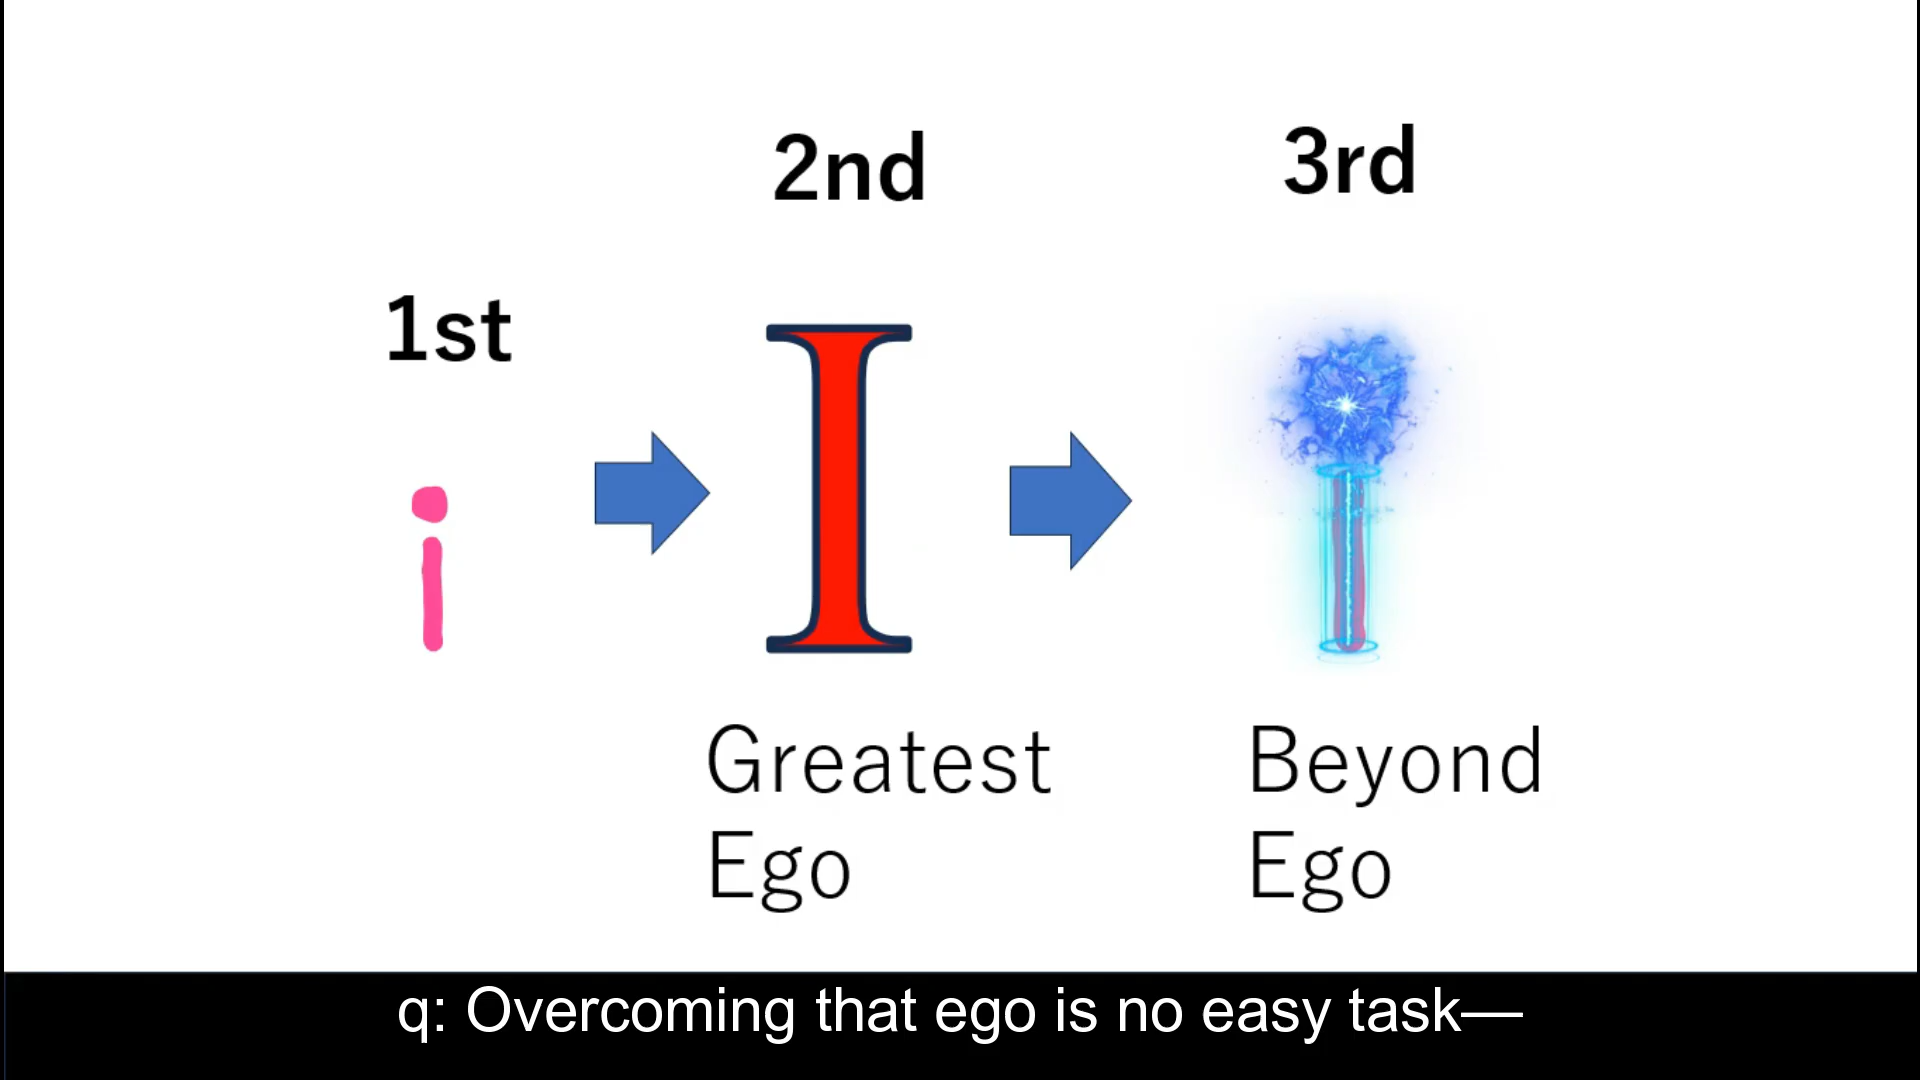 1st
2nd
3rd
i
I
Greatest
Ego
Beyond
Ego
q: Overcoming that ego is no easy task—